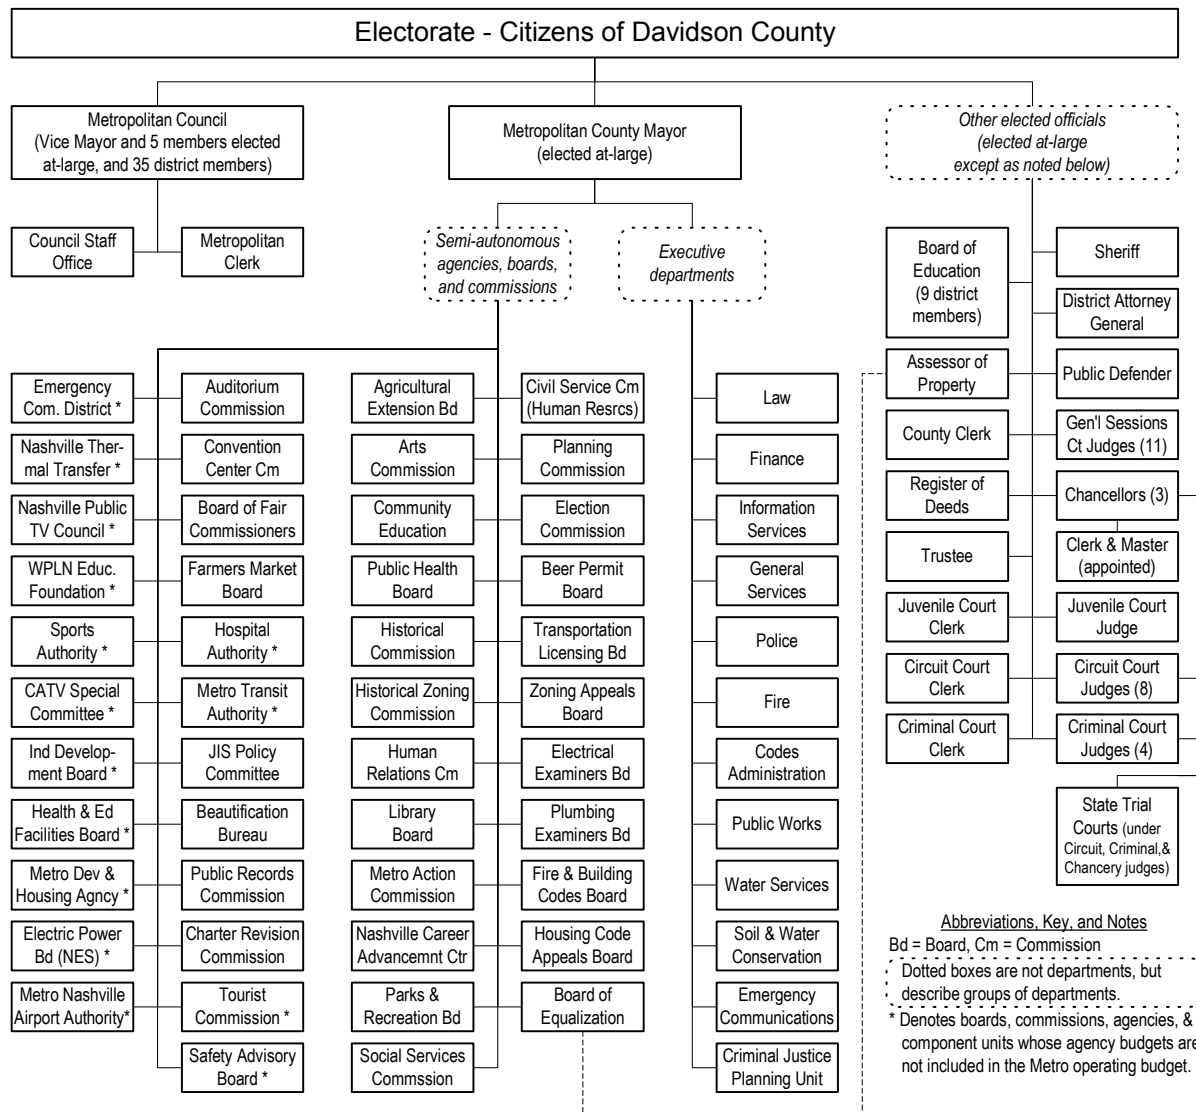 Electorate - Citizens of Davidson County
Metropolitan Council
(Vice Mayor and 5 members elected
at-large, and 35 district members)
Metropolitan County Mayor
(elected at-large)
Other elected officials
(elected at-large
except as noted below)
Council Staff
Office
Metropolitan
Clerk
Semi-autonomous
agencies, boards,
and commissions
Executive
departments
Emergency
Com. District *
Nashville Ther-
mal Transfer *
Nashville Public
TV Council *
WPLN Educ.
Foundation *
Sports
Authority *
CATV Special
Committee *
Ind Develop-
ment Board *
Health & Ed
Facilities Board *
Metro Dev &
Housing Agncy *
Electric Power
Bd (NES) *
Metro Nashville
Airport Authority*
Auditorium
Commission
Convention
Center Cm
Board of Fair
Commissioners
Farmers Market
Board
Hospital
Authority *
Metro Transit
Authority *
JIS Policy
Committee
Beautification
Bureau
Public Records
Commission
Charter Revision
Commission
Tourist
Commission *
Safety Advisory
Board *
Agricultural
Extension Bd
Arts
Commission
Community
Education
Public Health
Board
Historical
Commission
Historical Zoning
Commission
Human
Relations Cm
Library
Board
Metro Action
Commission
Nashville Career
Advancemnt Ctr
Parks &
Recreation Bd
Social Services
Commssion
Civil Service Cm
(Human Resrcs)
Planning
Commission
Election
Commission
Beer Permit
Board
Transportation
Licensing Bd
Zoning Appeals
Board
Electrical
Examiners Bd
Plumbing
Examiners Bd
Fire & Building
Codes Board
Housing Code
Appeals Board
Board of
Equalization
Law
Finance
Information
Services
General
Services
Police
Fire
Codes
Administration
Public Works
Water Services
Soil & Water
Conservation
Emergency
Communications
Criminal Justice
Planning Unit
Board of
Education
(9 district
members)
Assessor of
Property
County Clerk
Register of
Deeds
Trustee
Juvenile Court
Clerk
Circuit Court
Clerk
Criminal Court
Clerk
Sheriff
District Attorney
General
Public Defender
Gen'l Sessions
Ct Judges (11)
Chancellors (3)
Clerk & Master
(appointed)
Juvenile Court
Judge
Circuit Court
Judges (8)
Criminal Court
Judges (4)
State Trial
Courts (under
Circuit, Criminal,&
Chancery judges)
Abbreviations, Key, and Notes
Bd = Board, Cm = Commission
Dotted boxes are not departments, but
describe groups of departments.
* Denotes boards, commissions, agencies, &
component units whose agency budgets are
not included in the Metro operating budget.